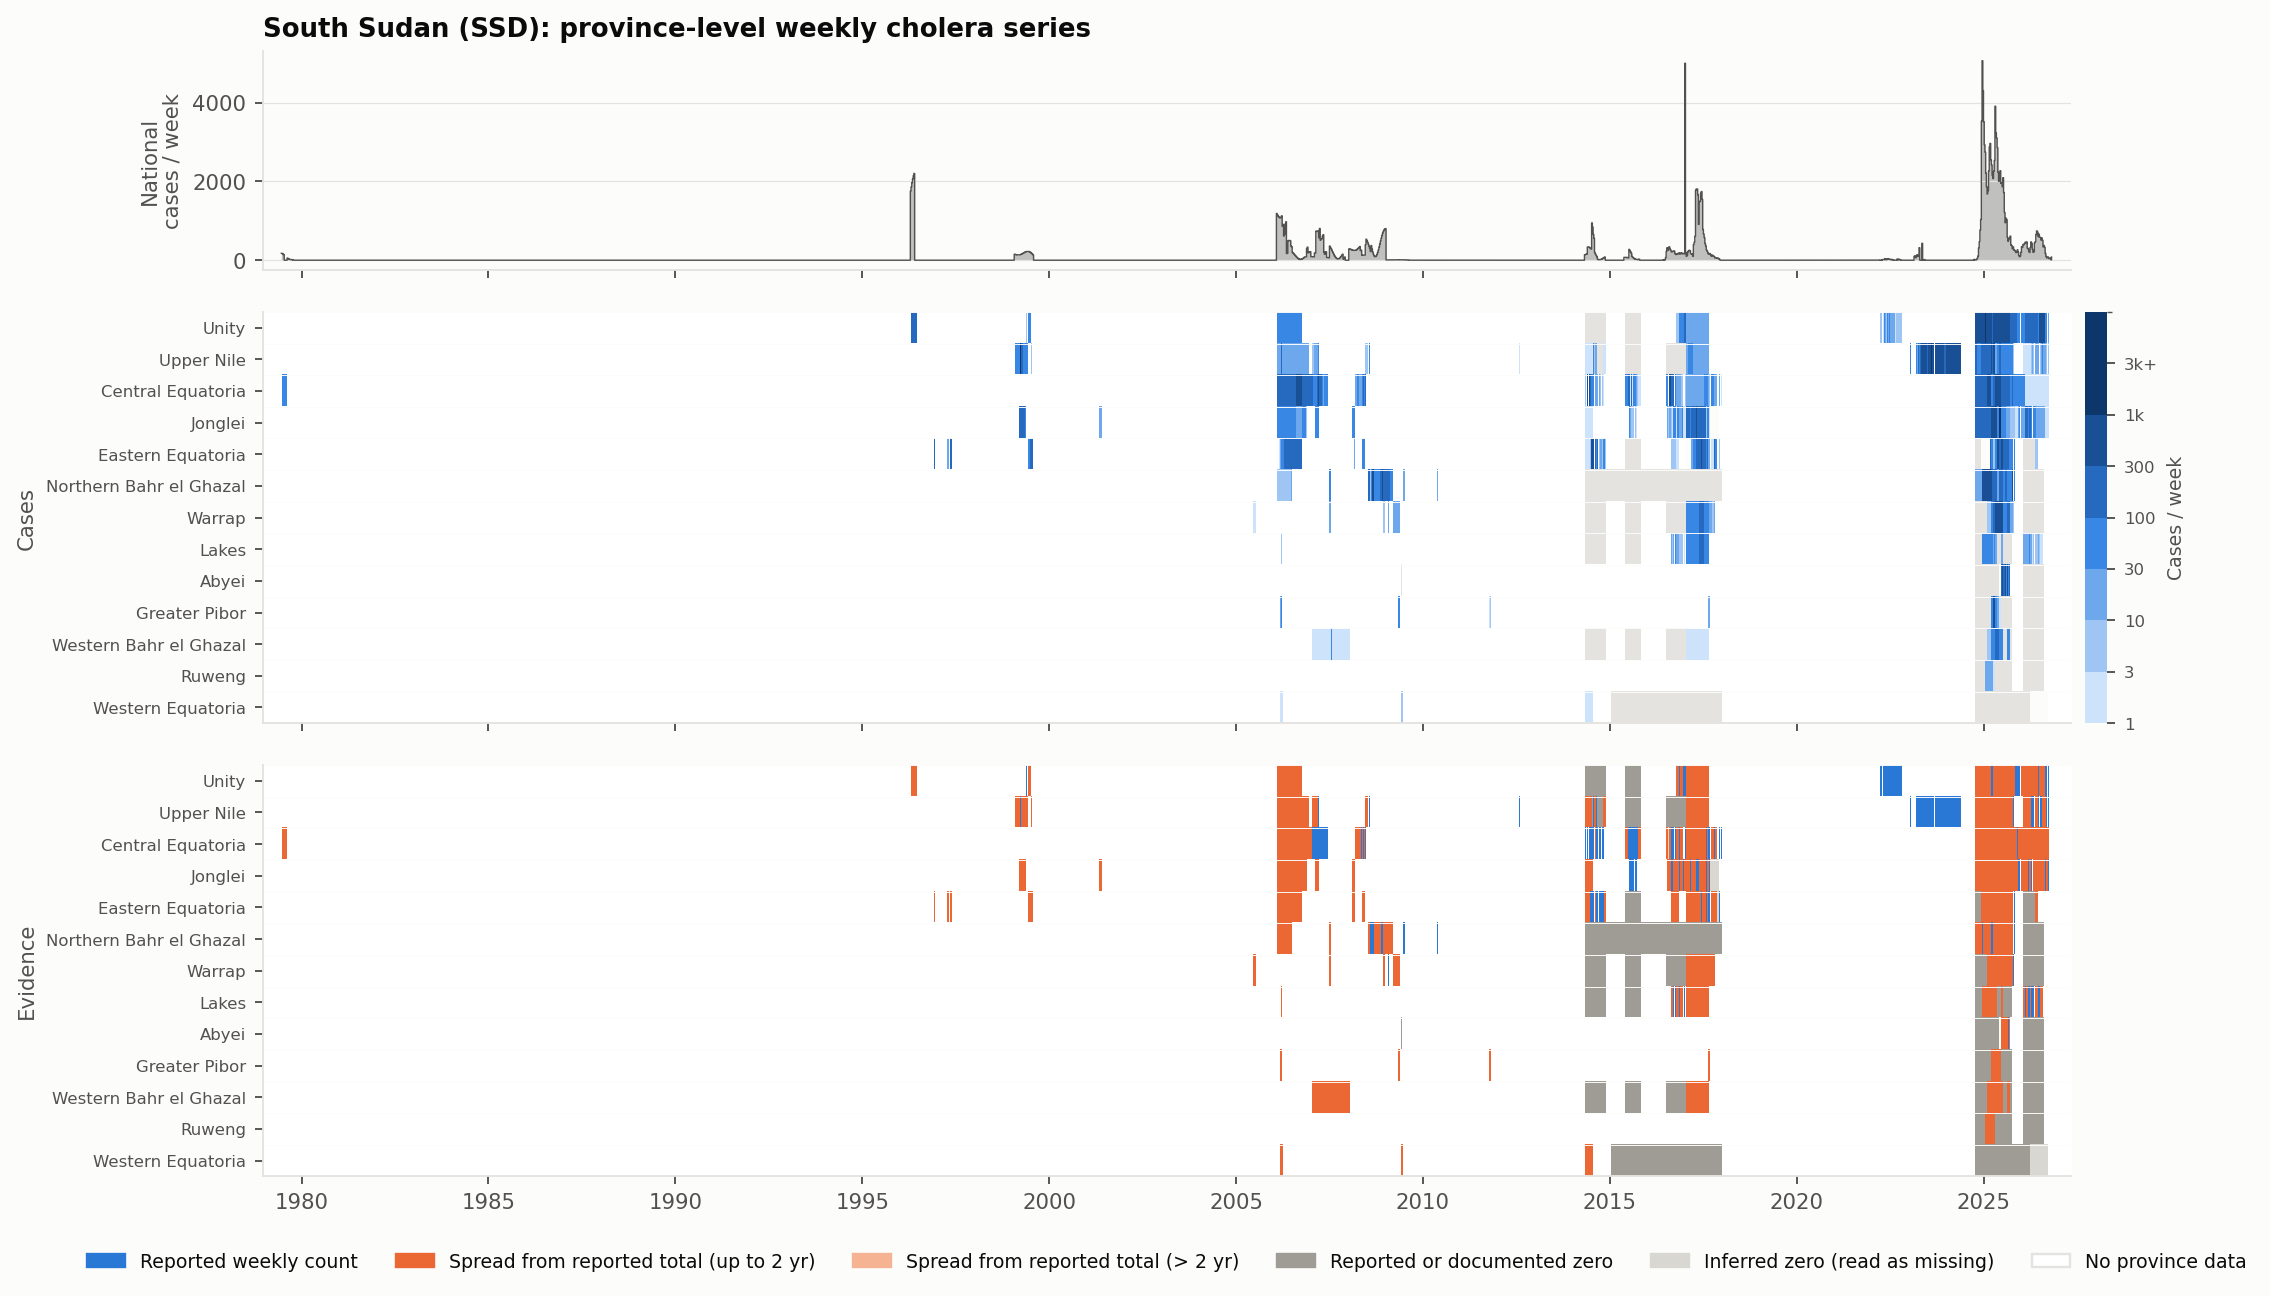 South Sudan (SSD): province-level weekly cholera series
National
cases / week
4000
2000
0
Cases
Unity
Upper Nile
Central Equatoria
Jonglei
Eastern Equatoria
Northern Bahr el Ghazal
Warrap
Lakes
Abyei
Greater Pibor
Western Bahr el Ghazal
Ruweng
Western Equatoria
3k+
1k
300
100
30
10
3
1
Cases / week
Evidence
Unity
Upper Nile
Central Equatoria
Jonglei
Eastern Equatoria
Northern Bahr el Ghazal
Warrap
Lakes
Abyei
Greater Pibor
Western Bahr el Ghazal
Ruweng
Western Equatoria
1980 1985 1990 1995 2000 2005 2010 2015 2020 2025
Reported weekly count Spread from reported total (up to 2 yr) Spread from reported total (> 2 yr) Reported or documented zero Inferred zero (read as missing) No province data